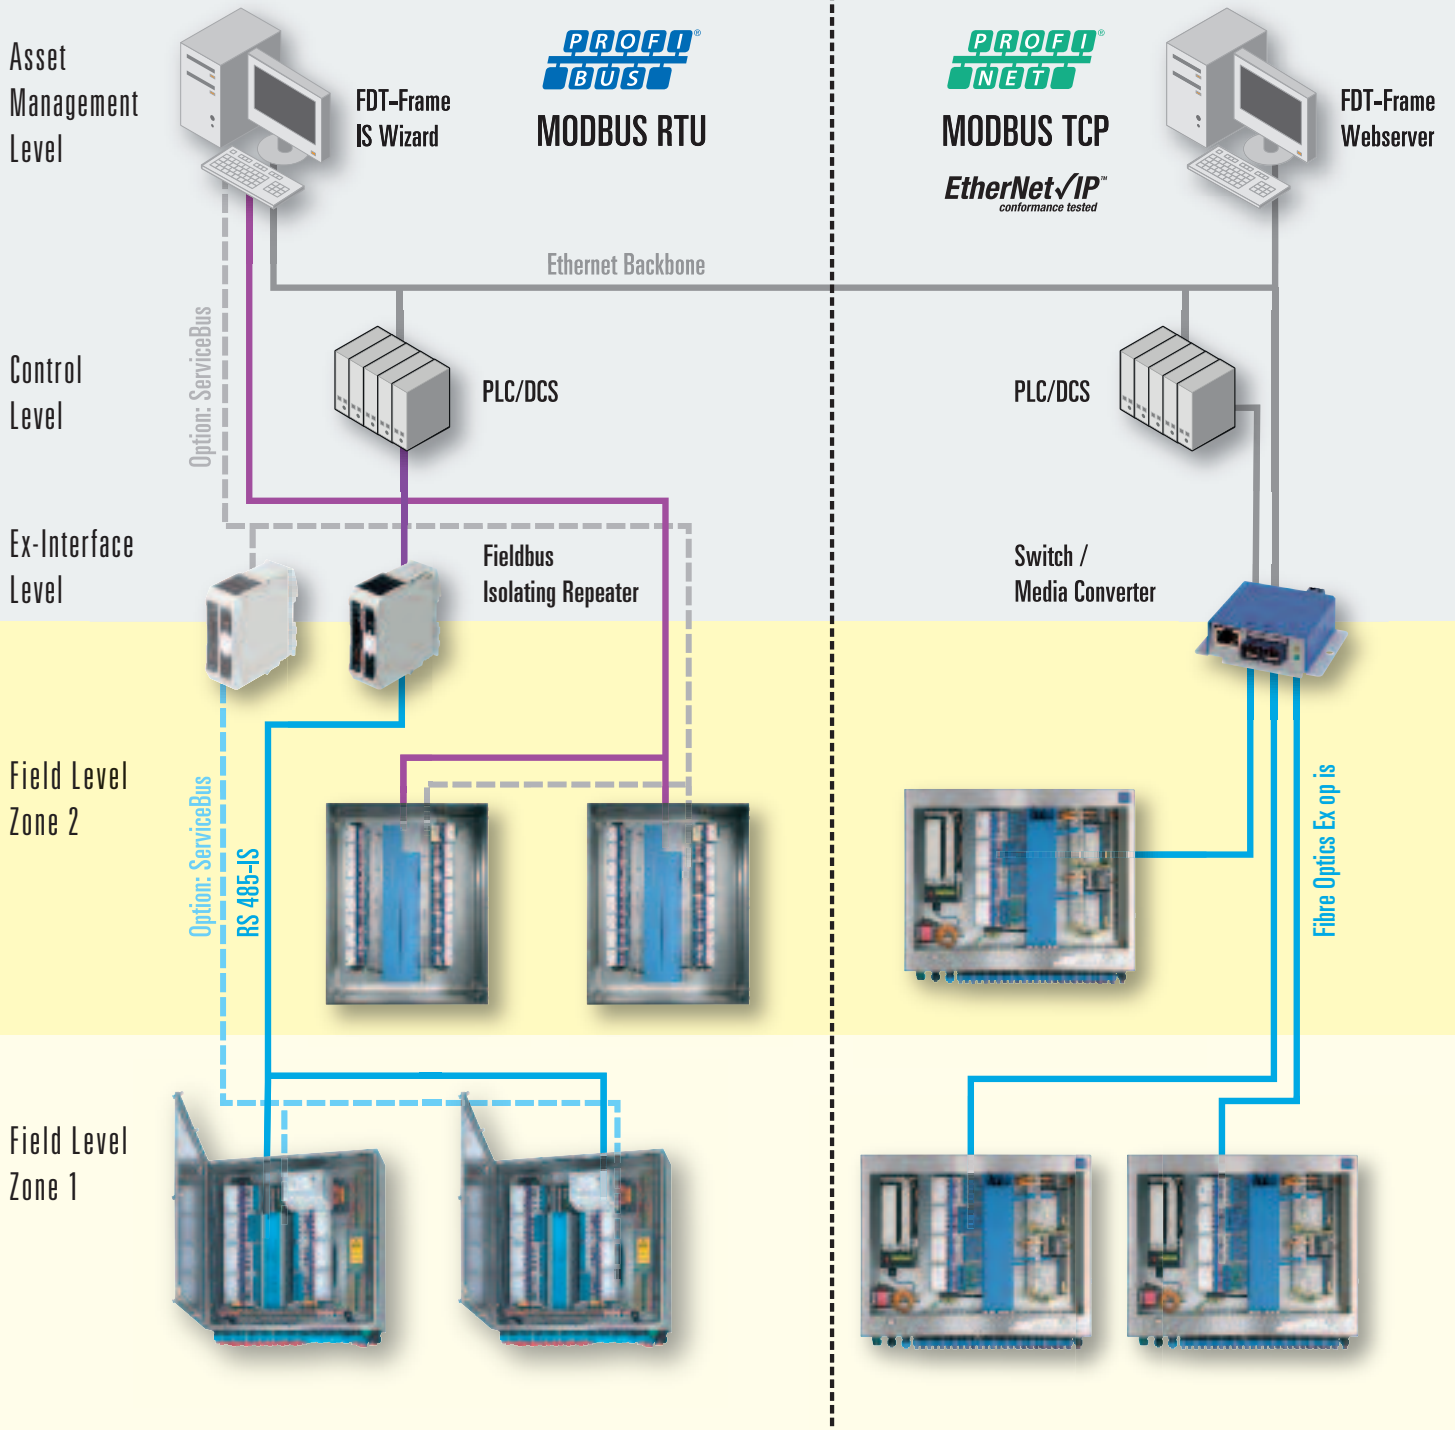 Asset
Management
Level
FDT-Frame
IS Wizard
PROFI®
BUS
MODBUS RTU
PROFI®
NET
MODBUS TCP
EtherNet/IP™
conformance tested
FDT-Frame
Webserver
Ethernet Backbone
Option: ServiceBus
Control
Level
PLC/DCS
PLC/DCS
Ex-Interface
Level
Fieldbus
Isolating Repeater
Switch /
Media Converter
Field Level
Zone 2
Option: ServiceBus
RS 485-IS
Fibre Optics Ex op is
Field Level
Zone 1